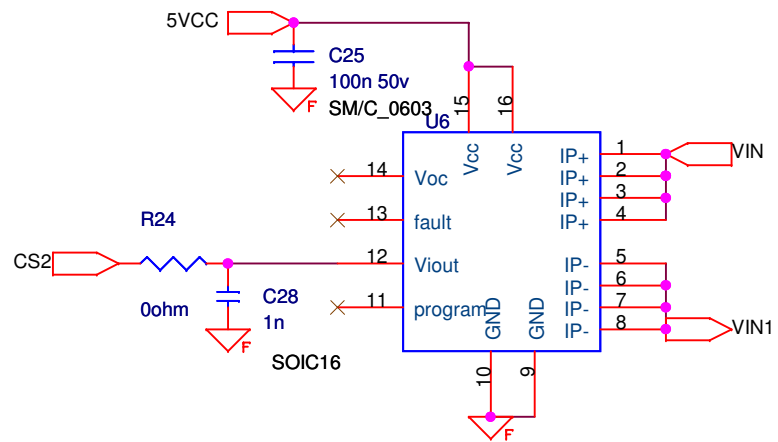 5VCC
C25
100n 50v
SM/C_0603
F
U6
15
16
Vcc
Vcc
1
IP+
VIN
2
IP+
3
IP+
4
IP+
14
Voc
13
fault
12
Viout
11
program
5
IP-
6
IP-
7
IP-
8
IP-
VIN1
R24
CS2
0ohm
C28
1n
F
SOIC16
GND
GND
10
9
F